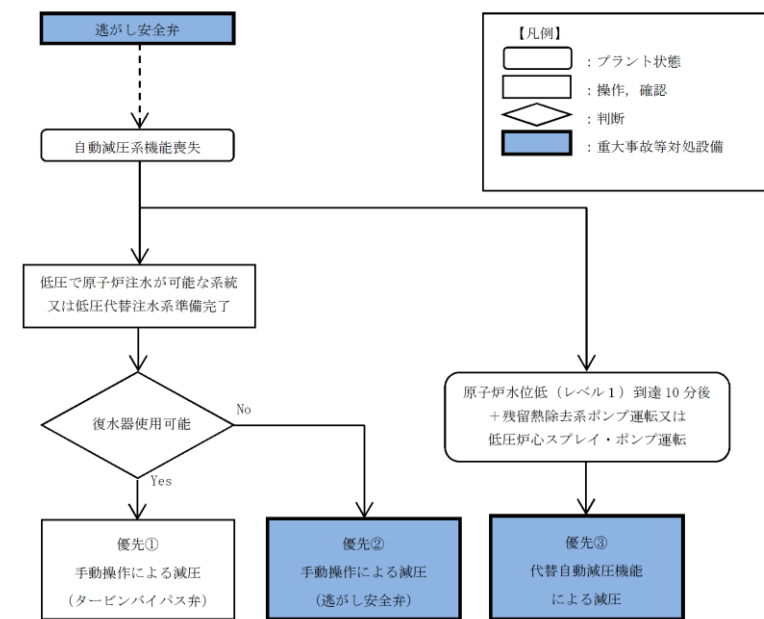 逃がし安全弁
【凡例】
：プラント状態
：操作，確認
：判断
：重大事故等対処設備
自動減圧系機能喪失
低圧で原子炉注水が可能な系統
又は低圧代替注水系準備完了
復水器使用可能
No
Yes
原子炉水位低（レベル１）到達 10 分後
＋残留熱除去系ポンプ運転又は
低圧炉心スプレイ・ポンプ運転
優先①
手動操作による減圧
（タービンバイパス弁）
優先②
手動操作による減圧
（逃がし安全弁）
優先③
代替自動減圧機能
による減圧